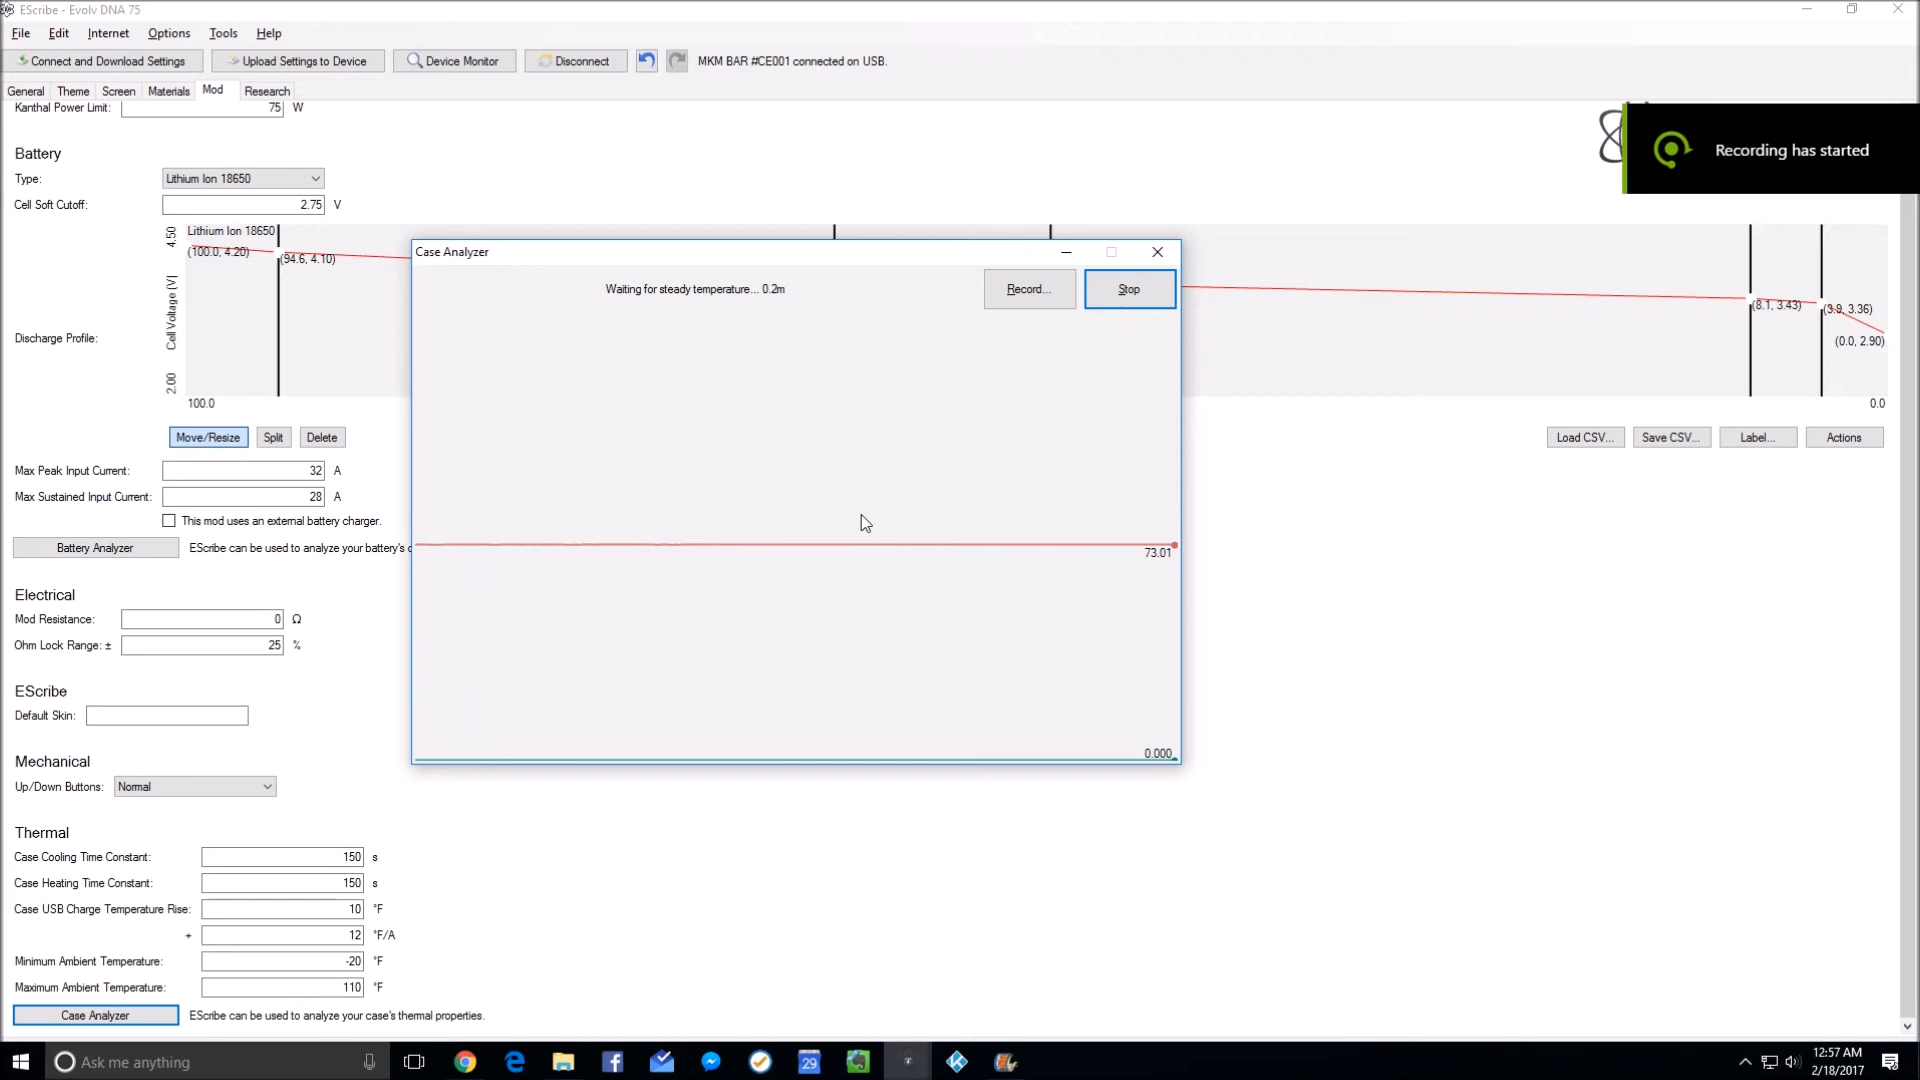 EScribe - Evolv DNA 75
File Edit Internet Options Tools Help
Connect and Download Settings Upload Settings to Device Device Monitor Disconnect MKM BAR #CE001 connected on USB.
General Theme Screen Materials Mod Research
Kanthal Power Limit: 75 W
Recording has started
Battery
Type: Lithium Ion 18650
Cell Soft Cutoff: 2.75 V
Discharge Profile:
Cell Voltage (V)
4.50
2.00
Lithium Ion 18650
(100.0, 4.20)
(94.6, 4.10)
(8.1, 3.43)
(3.9, 3.36)
(0.0, 2.90)
100.0
0.0
Case Analyzer
Waiting for steady temperature... 0.2m
Record...
Stop
73.01
0.000
Move/Resize Split Delete Load CSV... Save CSV... Label... Actions
Max Peak Input Current: 32 A
Max Sustained Input Current: 28 A
This mod uses an external battery charger.
Battery Analyzer EScribe can be used to analyze your battery's
Electrical
Mod Resistance: 0 Ω
Ohm Lock Range: ± 25 %
EScribe
Default Skin:
Mechanical
Up/Down Buttons: Normal
Thermal
Case Cooling Time Constant: 150 s
Case Heating Time Constant: 150 s
Case USB Charge Temperature Rise: 10 °F
+ 12 °F/A
Minimum Ambient Temperature: -20 °F
Maximum Ambient Temperature: 110 °F
Case Analyzer EScribe can be used to analyze your case's thermal properties.
Ask me anything
29
12:57 AM
2/18/2017